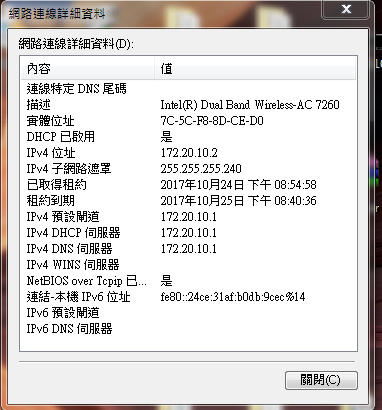 網路連線詳細資料
網路連線詳細資料(D):
內容 值
連線特定 DNS 尾碼
描述 Intel(R) Dual Band Wireless-AC 7260
實體位址 7C-5C-F8-8D-CE-D0
DHCP 已啟用 是
IPv4 位址 172.20.10.2
IPv4 子網路遮罩 255.255.255.240
已取得租約 2017年10月24日 下午 08:54:58
租約到期 2017年10月25日 下午 08:40:36
IPv4 預設閘道 172.20.10.1
IPv4 DHCP 伺服器 172.20.10.1
IPv4 DNS 伺服器 172.20.10.1
IPv4 WINS 伺服器
NetBIOS over Tcpip 已... 是
連結-本機 IPv6 位址 fe80::24ce:31af:b0db:9cec%14
IPv6 預設閘道
IPv6 DNS 伺服器
關閉(C)